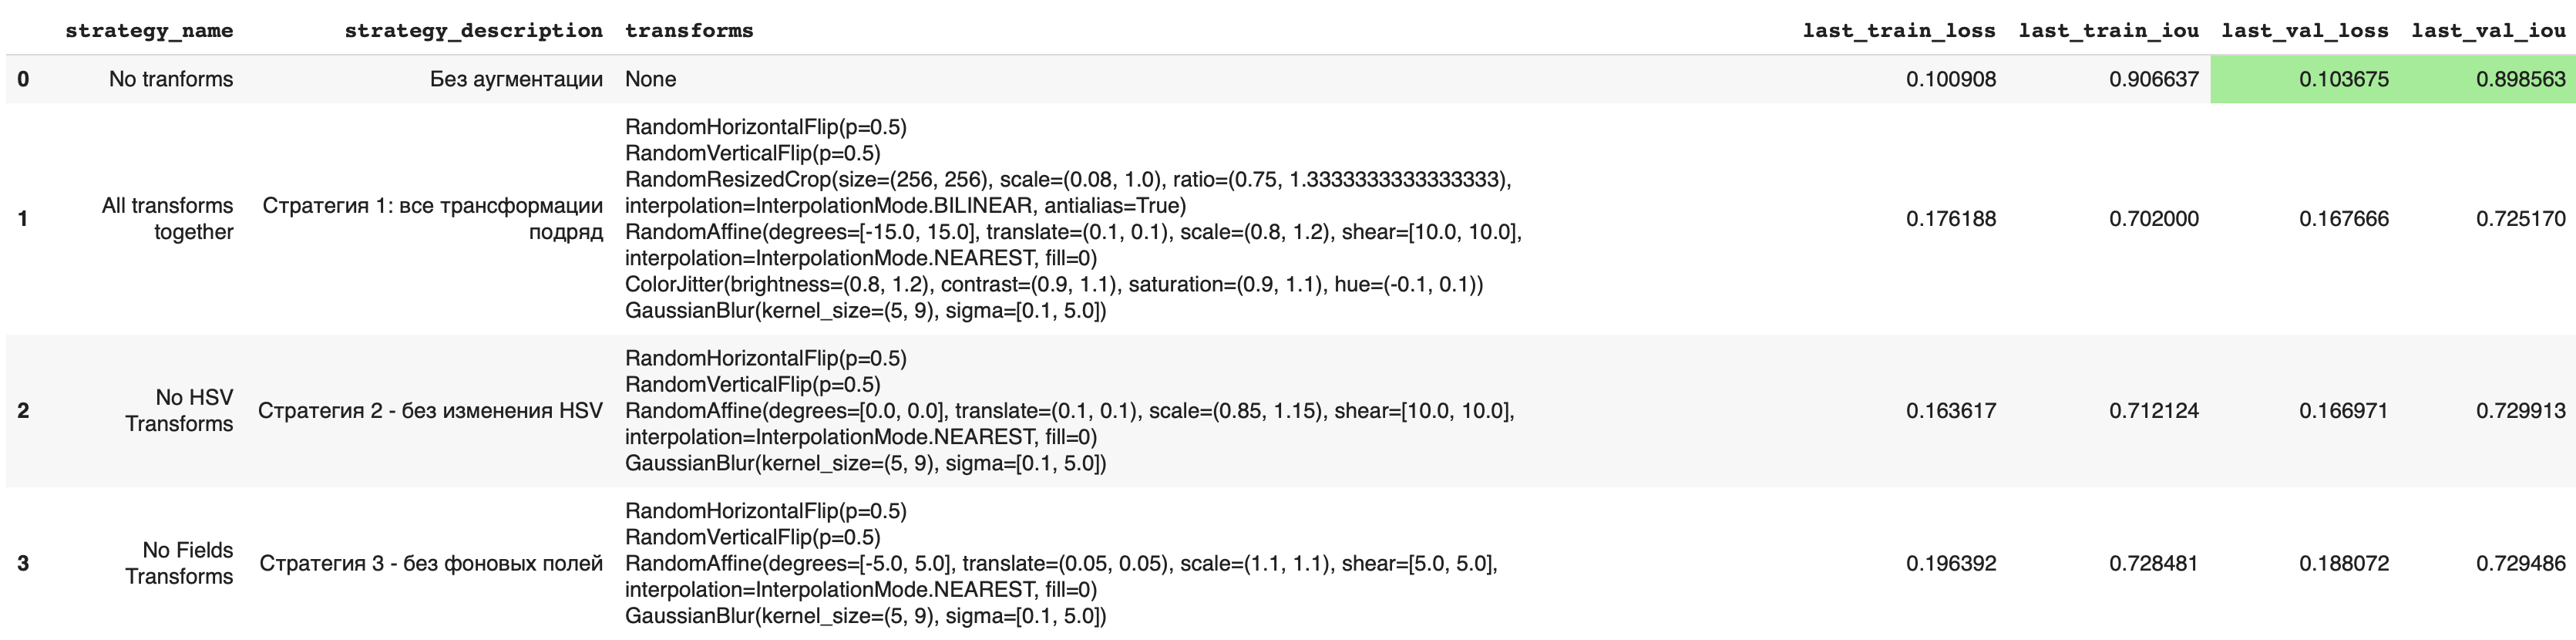 strategy_name strategy_description transforms last_train_loss last_train_iou last_val_loss last_val_iou
0 No tranforms Без аугментации None 0.100908 0.906637 0.103675 0.898563
RandomHorizontalFlip(p=0.5)
RandomVerticalFlip(p=0.5)
RandomResizedCrop(size=(256, 256), scale=(0.08, 1.0), ratio=(0.75, 1.3333333333333333),
All transforms Стратегия 1: все трансформации interpolation=InterpolationMode.BILINEAR, antialias=True)
1 0.176188 0.702000 0.167666 0.725170
together подряд RandomAffine(degrees=[-15.0, 15.0], translate=(0.1, 0.1), scale=(0.8, 1.2), shear=[10.0, 10.0],
interpolation=InterpolationMode.NEAREST, fill=0)
ColorJitter(brightness=(0.8, 1.2), contrast=(0.9, 1.1), saturation=(0.9, 1.1), hue=(-0.1, 0.1))
GaussianBlur(kernel_size=(5, 9), sigma=[0.1, 5.0])
RandomHorizontalFlip(p=0.5)
RandomVerticalFlip(p=0.5)
No HSV
2 Стратегия 2 - без изменения HSV RandomAffine(degrees=[0.0, 0.0], translate=(0.1, 0.1), scale=(0.85, 1.15), shear=[10.0, 10.0], 0.163617 0.712124 0.166971 0.729913
Transforms
interpolation=InterpolationMode.NEAREST, fill=0)
GaussianBlur(kernel_size=(5, 9), sigma=[0.1, 5.0])
RandomHorizontalFlip(p=0.5)
RandomVerticalFlip(p=0.5)
No Fields
3 Стратегия 3 - без фоновых полей RandomAffine(degrees=[-5.0, 5.0], translate=(0.05, 0.05), scale=(1.1, 1.1), shear=[5.0, 5.0], 0.196392 0.728481 0.188072 0.729486
Transforms
interpolation=InterpolationMode.NEAREST, fill=0)
GaussianBlur(kernel_size=(5, 9), sigma=[0.1, 5.0])